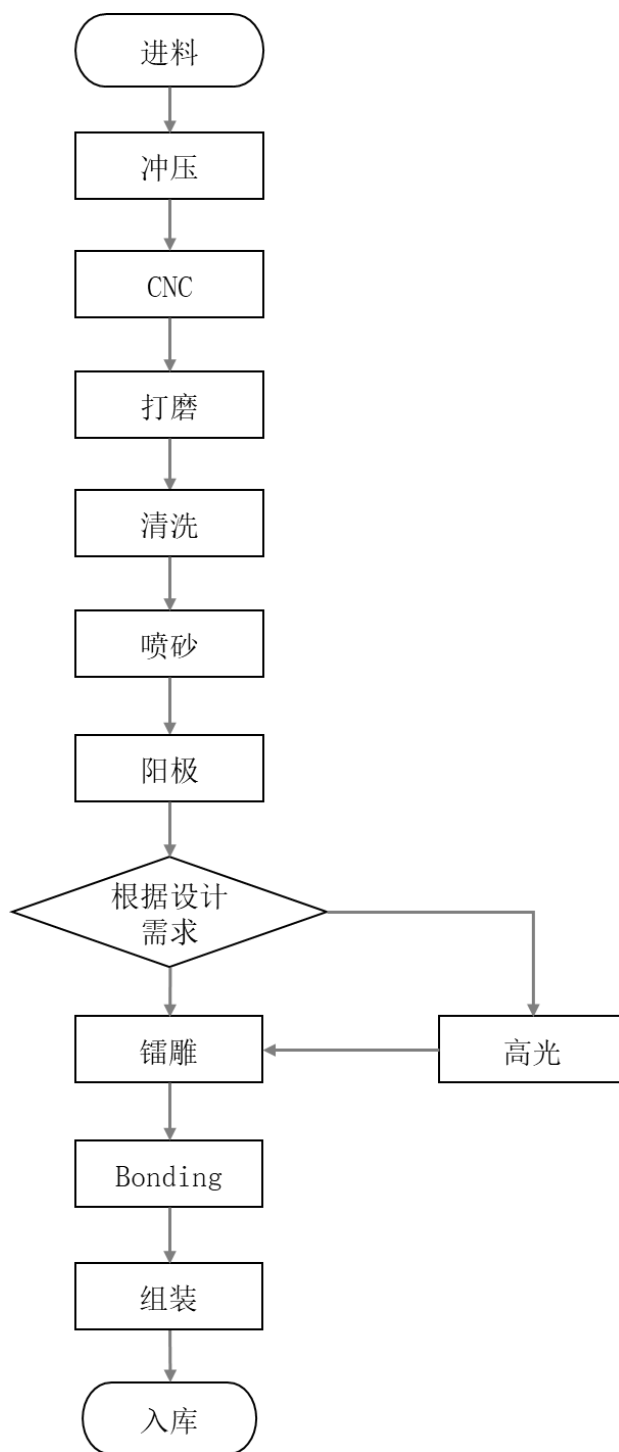 进料
冲压
CNC
打磨
清洗
喷砂
阳极
根据设计
需求
镭雕
高光
Bonding
组装
入库